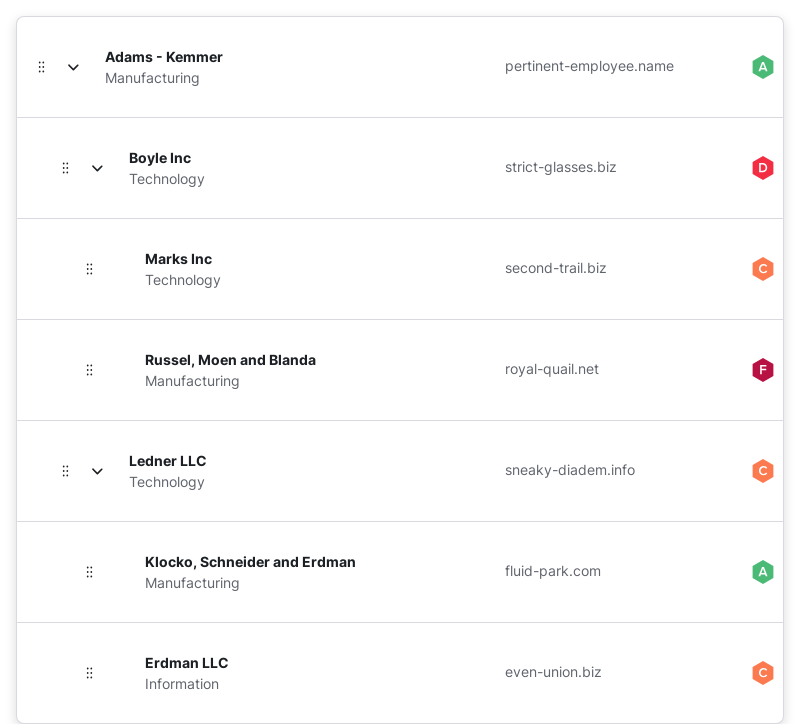 Adams - Kemmer
Manufacturing
pertinent-employee.name
A
Boyle Inc
Technology
strict-glasses.biz
D
Marks Inc
Technology
second-trail.biz
C
Russel, Moen and Blanda
Manufacturing
royal-quail.net
F
Ledner LLC
Technology
sneaky-diadem.info
C
Klocko, Schneider and Erdman
Manufacturing
fluid-park.com
A
Erdman LLC
Information
even-union.biz
C